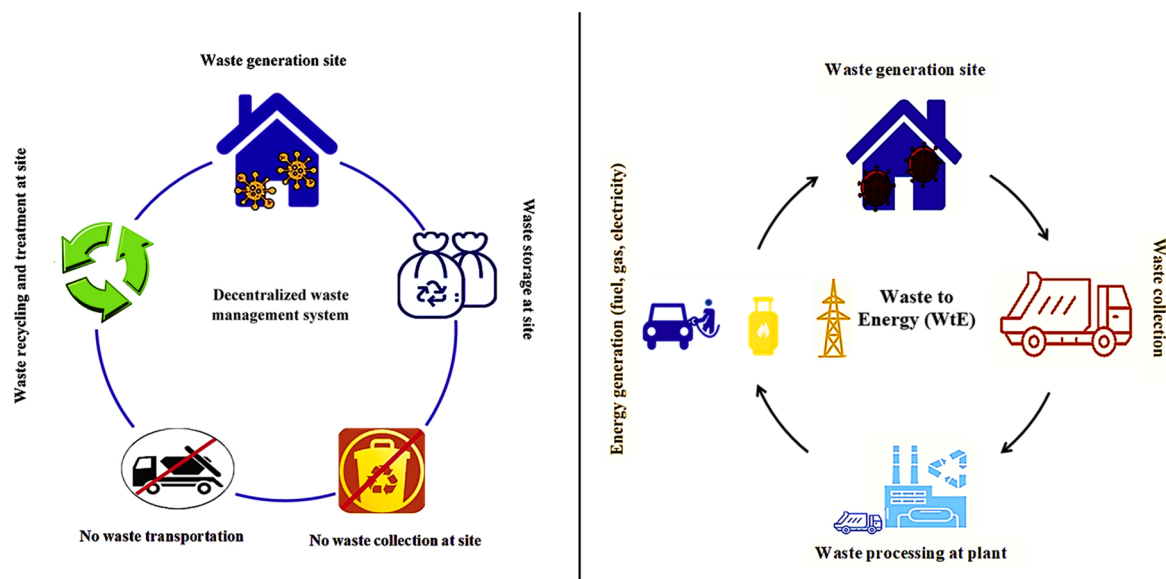 Waste generation site
Waste recycling and treatment at site
Waste storage at site
Decentralized waste
management system
No waste transportation
No waste collection at site
Waste generation site
Energy generation (fuel, gas, electricity)
Waste to
Energy (WtE)
Waste collection
Waste processing at plant